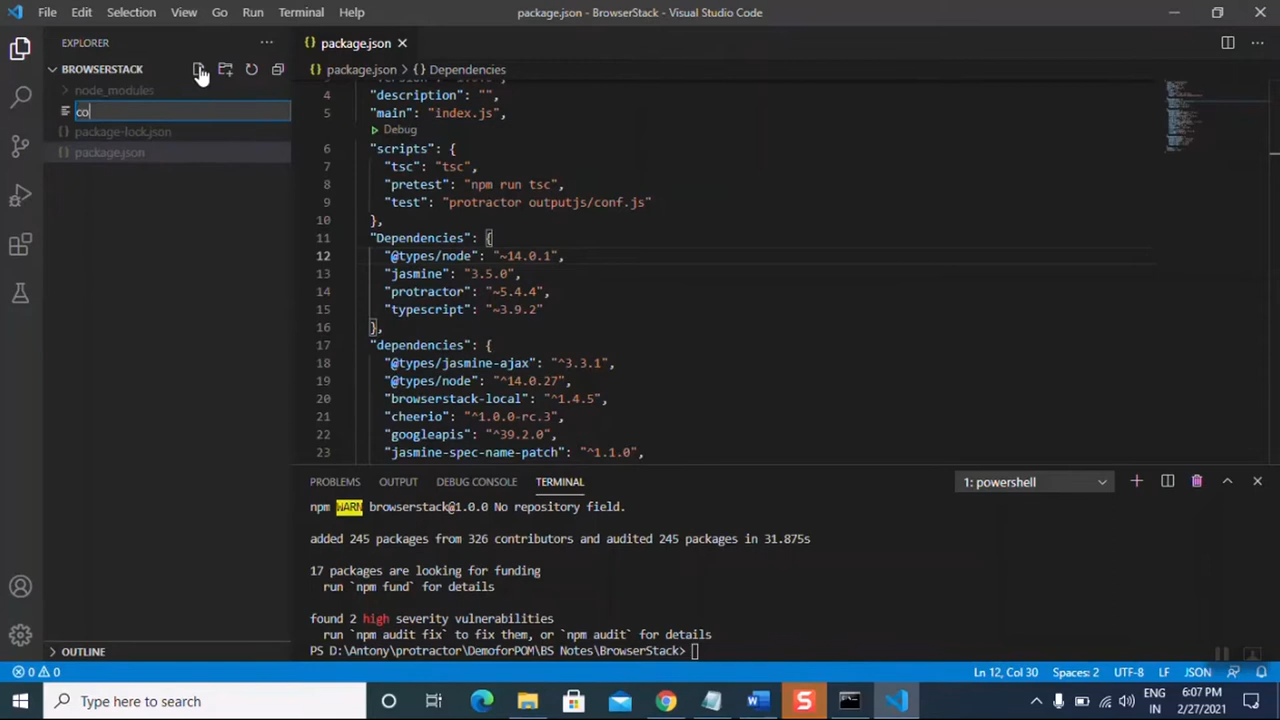 File Edit Selection View Go Run Terminal Help package.json - BrowserStack - Visual Studio Code
EXPLORER
BROWSERSTACK
node_modules
co
package-lock.json
package.json
OUTLINE
package.json
package.json > Dependencies
4 "description": "",
5 "main": "index.js",
Debug
6 "scripts": {
7 "tsc": "tsc",
8 "pretest": "npm run tsc",
9 "test": "protractor outputjs/conf.js"
10 },
11 "Dependencies": {
12 "@types/node": "~14.0.1",
13 "jasmine": "3.5.0",
14 "protractor": "~5.4.4",
15 "typescript": "~3.9.2"
16 },
17 "dependencies": {
18 "@types/jasmine-ajax": "^3.3.1",
19 "@types/node": "^14.0.27",
20 "browserstack-local": "^1.4.5",
21 "cheerio": "^1.0.0-rc.3",
22 "googleapis": "^39.2.0",
23 "jasmine-spec-name-patch": "^1.1.0",
PROBLEMS OUTPUT DEBUG CONSOLE TERMINAL 1: powershell
npm WARN browserstack@1.0.0 No repository field.
added 245 packages from 326 contributors and audited 245 packages in 31.875s
17 packages are looking for funding
run `npm fund` for details
found 2 high severity vulnerabilities
run `npm audit fix` to fix them, or `npm audit` for details
PS D:\Antony\protractor\DemoforPOM\BS Notes\BrowserStack>
0 0 Ln 12, Col 30 Spaces: 2 UTF-8 LF JSON
Type here to search
ENG
IN
6:07 PM
2/27/2021